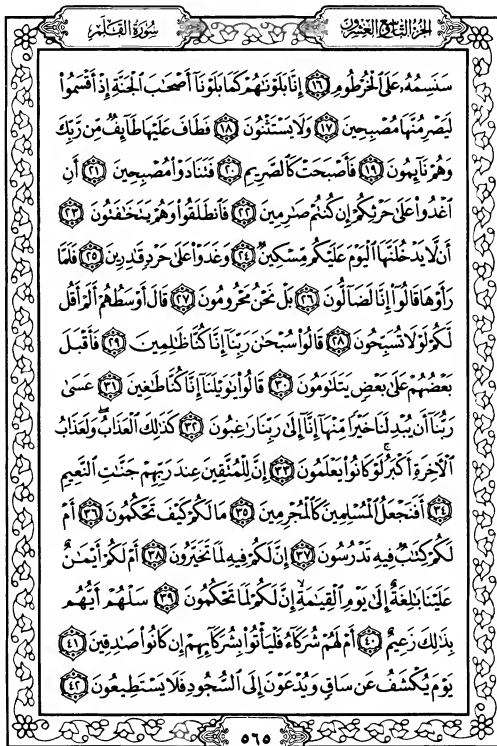 الجزء التاسع والعشرون
سُورَةُ القَلَمِ
سَنَسِمُهُۥ عَلَى ٱلْخُرْطُومِ ١٦ إِنَّا بَلَوْنَٰهُمْ كَمَا بَلَوْنَآ أَصْحَٰبَ ٱلْجَنَّةِ إِذْ أَقْسَمُوا۟
لَيَصْرِمُنَّهَا مُصْبِحِينَ ١٧ وَلَا يَسْتَثْنُونَ ١٨ فَطَافَ عَلَيْهَا طَآئِفٌ مِّن رَّبِّكَ
وَهُمْ نَآئِمُونَ ١٩ فَأَصْبَحَتْ كَٱلصَّرِيمِ ٢٠ فَتَنَادَوْا۟ مُصْبِحِينَ ٢١ أَنِ
ٱغْدُوا۟ عَلَىٰ حَرْثِكُمْ إِن كُنتُمْ صَٰرِمِينَ ٢٢ فَٱنطَلَقُوا۟ وَهُمْ يَتَخَٰفَتُونَ ٢٣
أَن لَّا يَدْخُلَنَّهَا ٱلْيَوْمَ عَلَيْكُم مِّسْكِينٌ ٢٤ وَغَدَوْا۟ عَلَىٰ حَرْدٍ قَٰدِرِينَ ٢٥ فَلَمَّا
رَأَوْهَا قَالُوٓا۟ إِنَّا لَضَآلُّونَ ٢٦ بَلْ نَحْنُ مَحْرُومُونَ ٢٧ قَالَ أَوْسَطُهُمْ أَلَمْ أَقُل
لَّكُمْ لَوْلَا تُسَبِّحُونَ ٢٨ قَالُوا۟ سُبْحَٰنَ رَبِّنَآ إِنَّا كُنَّا ظَٰلِمِينَ ٢٩ فَأَقْبَلَ
بَعْضُهُمْ عَلَىٰ بَعْضٍ يَتَلَٰوَمُونَ ٣٠ قَالُوا۟ يَٰوَيْلَنَآ إِنَّا كُنَّا طَٰغِينَ ٣١ عَسَىٰ
رَبُّنَآ أَن يُبْدِلَنَا خَيْرًا مِّنْهَآ إِنَّآ إِلَىٰ رَبِّنَا رَٰغِبُونَ ٣٢ كَذَٰلِكَ ٱلْعَذَابُ ۖ وَلَعَذَابُ
ٱلْـَٔاخِرَةِ أَكْبَرُ ۚ لَوْ كَانُوا۟ يَعْلَمُونَ ٣٣ إِنَّ لِلْمُتَّقِينَ عِندَ رَبِّهِمْ جَنَّٰتِ ٱلنَّعِيمِ
٣٤ أَفَنَجْعَلُ ٱلْمُسْلِمِينَ كَٱلْمُجْرِمِينَ ٣٥ مَا لَكُمْ كَيْفَ تَحْكُمُونَ ٣٦ أَمْ
لَكُمْ كِتَٰبٌ فِيهِ تَدْرُسُونَ ٣٧ إِنَّ لَكُمْ فِيهِ لَمَا تَخَيَّرُونَ ٣٨ أَمْ لَكُمْ أَيْمَٰنٌ
عَلَيْنَا بَٰلِغَةٌ إِلَىٰ يَوْمِ ٱلْقِيَٰمَةِ ۙ إِنَّ لَكُمْ لَمَا تَحْكُمُونَ ٣٩ سَلْهُمْ أَيُّهُم
بِذَٰلِكَ زَعِيمٌ ٤٠ أَمْ لَهُمْ شُرَكَآءُ فَلْيَأْتُوا۟ بِشُرَكَآئِهِمْ إِن كَانُوا۟ صَٰدِقِينَ ٤١
يَوْمَ يُكْشَفُ عَن سَاقٍ وَيُدْعَوْنَ إِلَى ٱلسُّجُودِ فَلَا يَسْتَطِيعُونَ ٤٢
٥٦٥